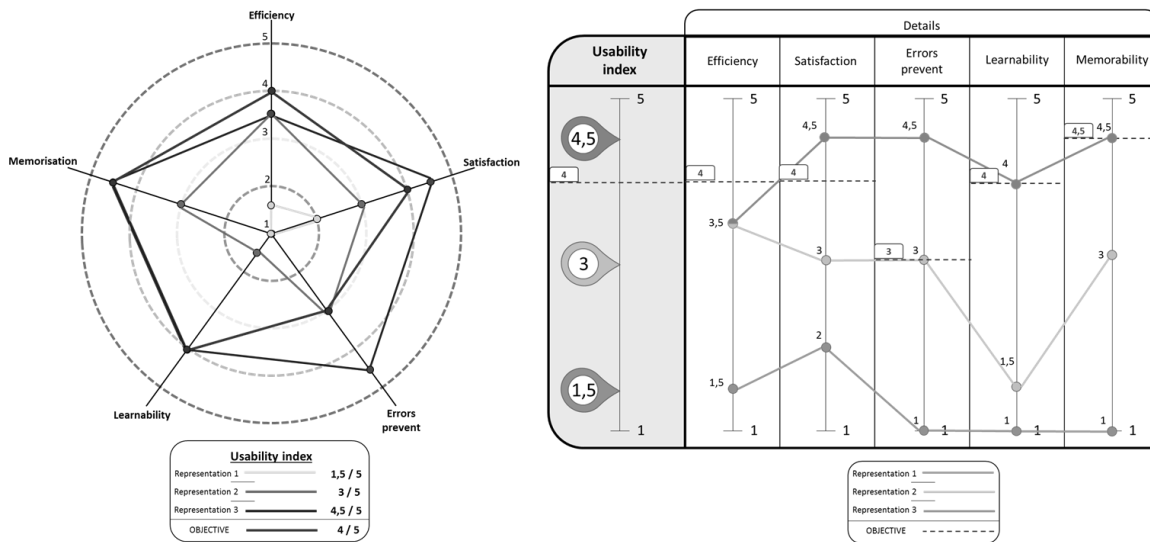 Efficiency
5
4
3
2
1
Memorisation
Satisfaction
Learnability
Errors
prevent
Usability index
Representation 1 1,5 / 5
Representation 2 3 / 5
Representation 3 4,5 / 5
OBJECTIVE 4 / 5
Details
Usability
index
Efficiency
Satisfaction
Errors
prevent
Learnability
Memorability
5 5 5 5 5 5
4,5
4,5 4,5 4,5 4,5
4 4 4 4 4
3,5
3
3 3 3 3
1,5
1,5 2 1,5
1 1 1
1 1 1 1 1 1
Representation 1
Representation 2
Representation 3
OBJECTIVE